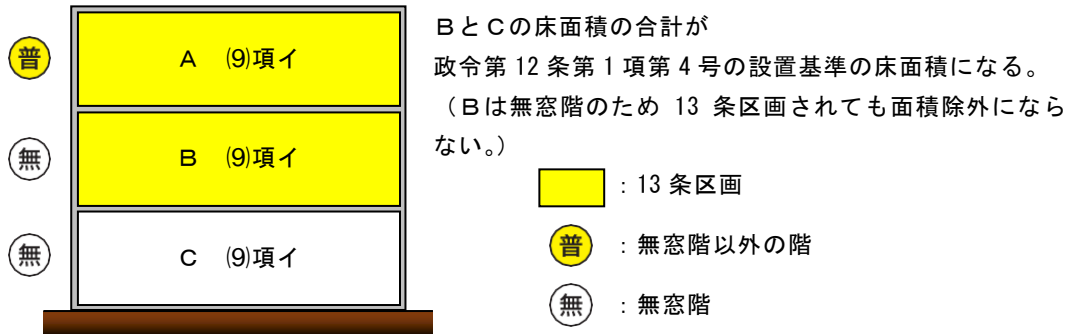 普 A ⑼項イ
無 B ⑼項イ
無 C ⑼項イ
BとCの床面積の合計が
政令第12条第1項第4号の設置基準の床面積になる。
(Bは無窓階のため 13 条区画されても面積除外になら
ない。)
:13条区画
普 :無窓階以外の階
無 :無窓階